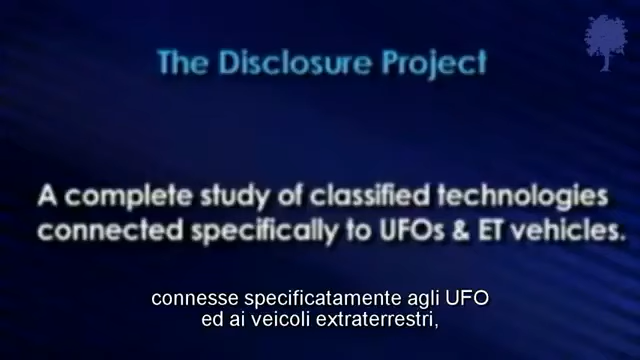 The Disclosure Project
A complete study of classified technologies
connected specifically to UFOs & ET vehicles.
connesse specificatamente agli UFO
ed ai veicoli extraterrestri,